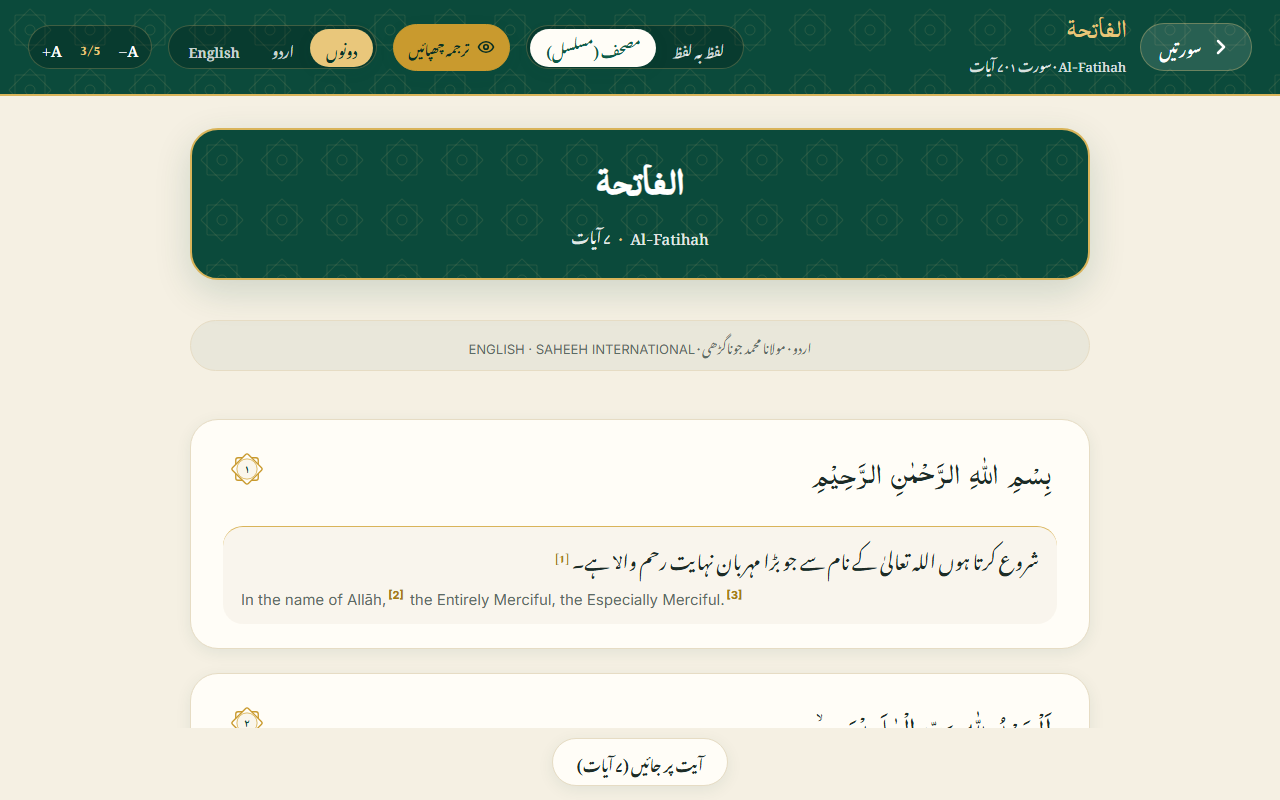 سورتیں
الفاتحة
Al-Fatihah · سورت ۱ · ۷ آیات
لفظ بہ لفظ
مصحف (مسلسل)
ترجمہ چھپائیں
دونوں
اردو
English
A−
3/5
A+
الفاتحة
Al-Fatihah · ۷ آیات
اردو · مولانا محمد جوناگڑھی · ENGLISH · SAHEEH INTERNATIONAL
بِسْمِ اللّٰهِ الرَّحْمٰنِ الرَّحِيْمِ
۱
شروع کرتا ہوں اللہ تعالیٰ کے نام سے جو بڑا مہربان نہایت رحم والا ہے۔ [1]
In the name of Allāh,[2] the Entirely Merciful, the Especially Merciful.[3]
۲
آیت پر جائیں (۷ آیات)